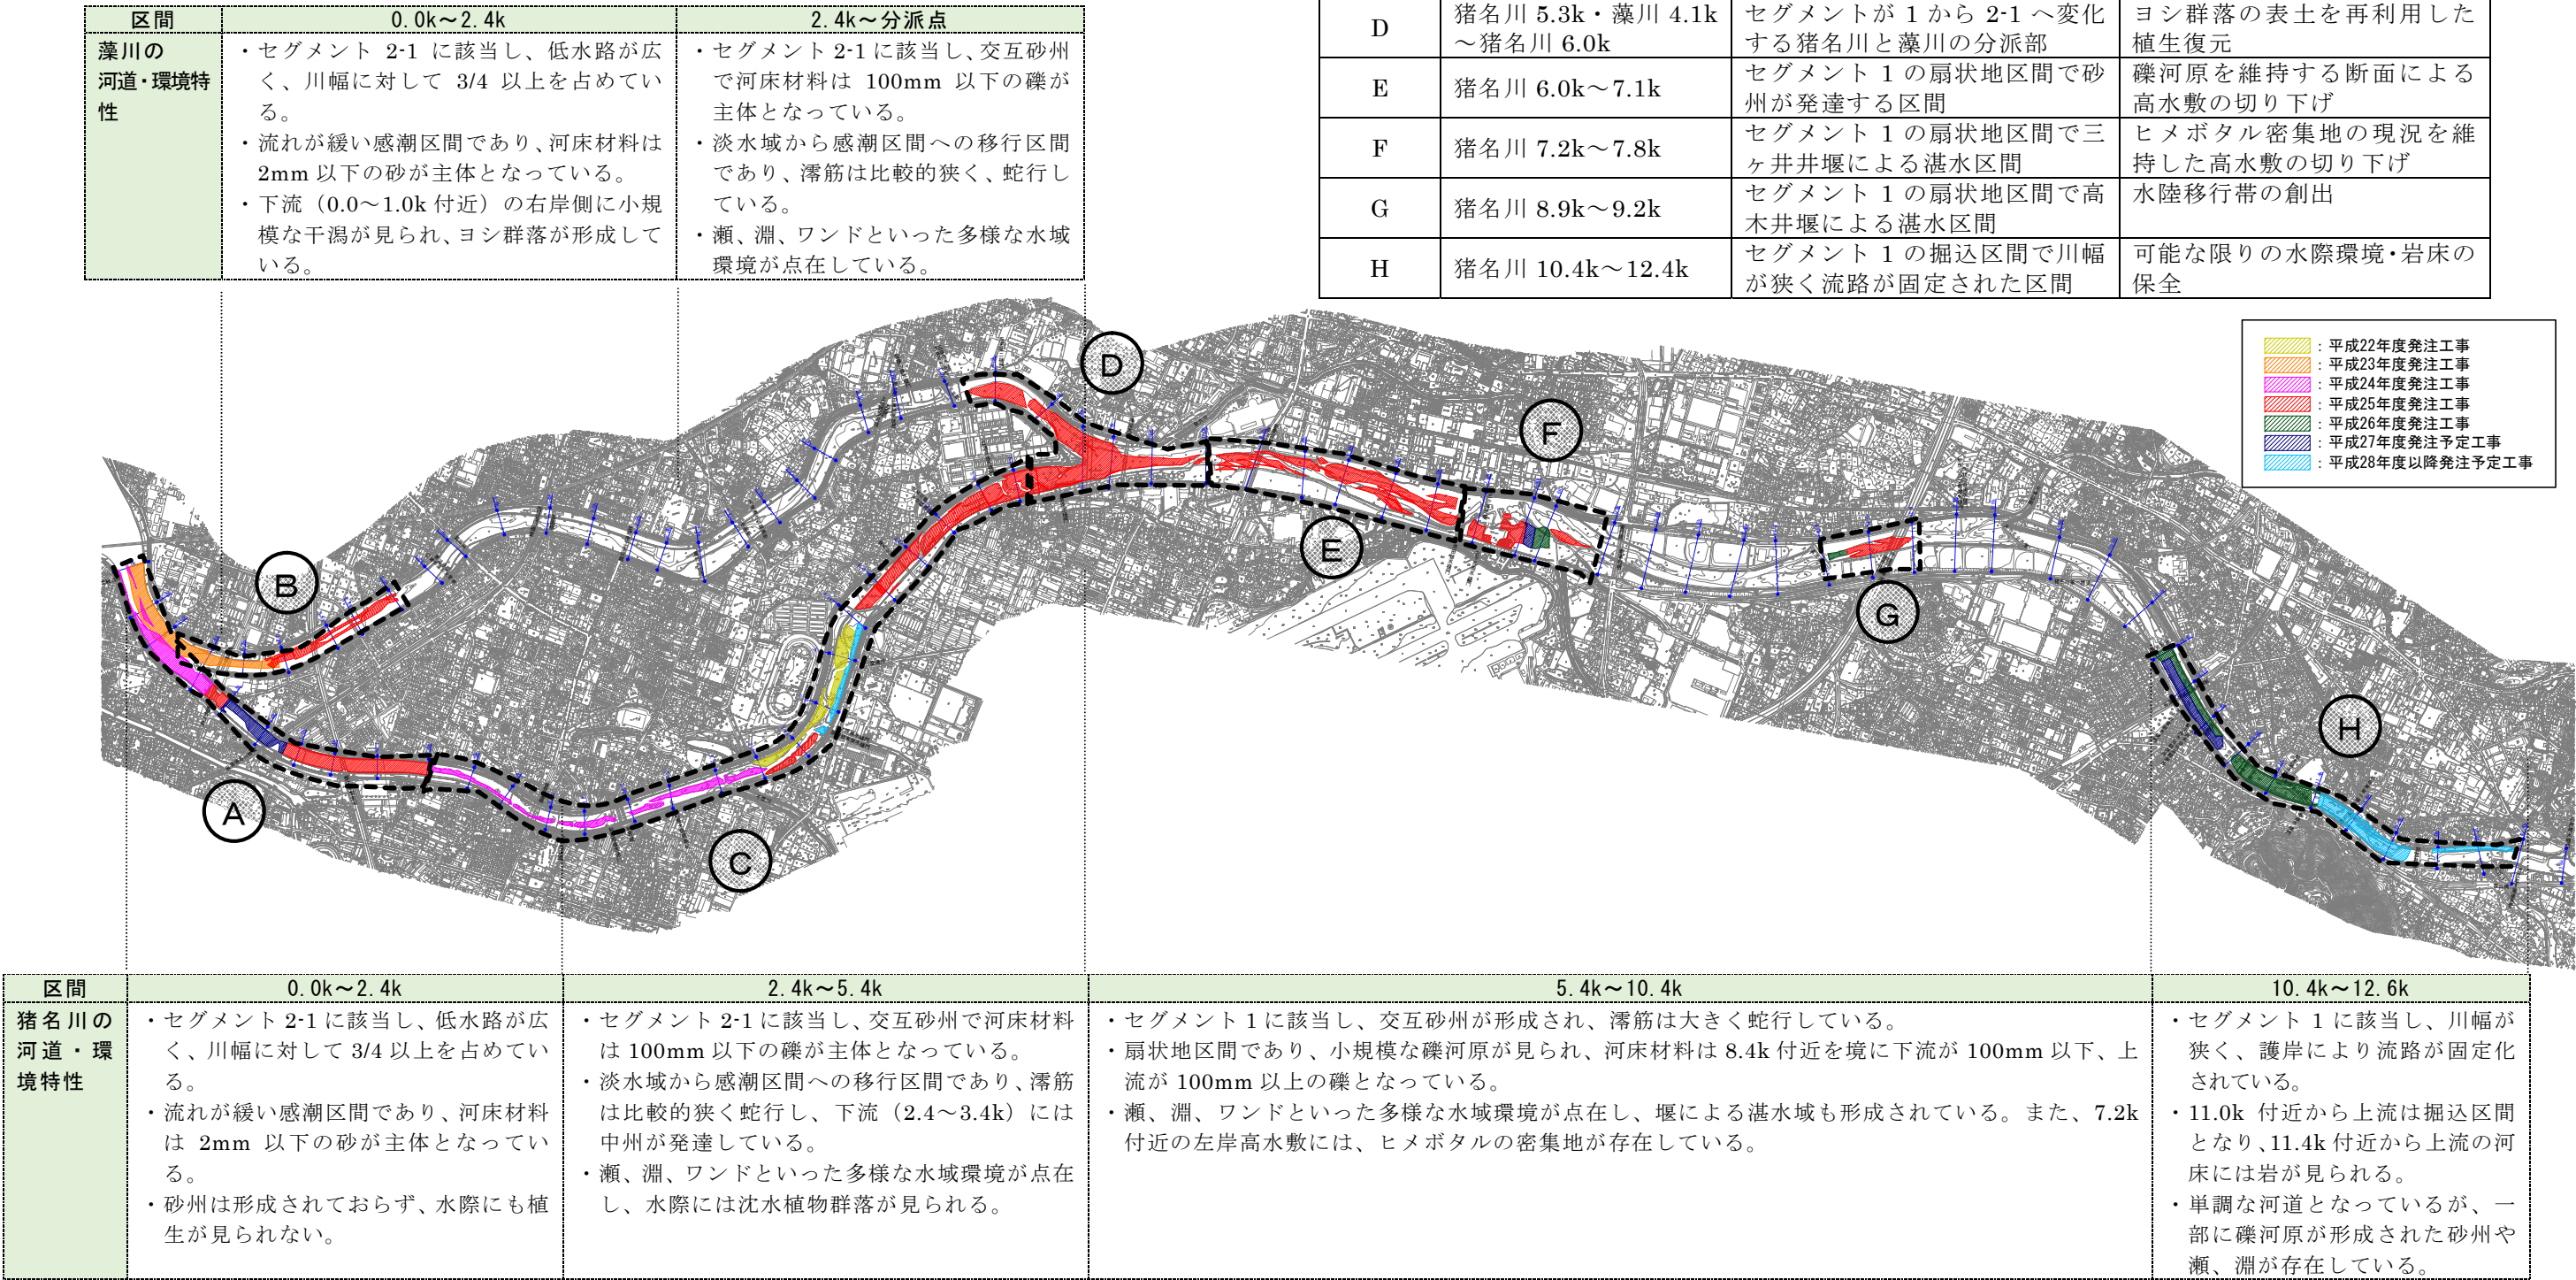 区間
0.0k～2.4k
2.4k～分派点
藻川の
河道・環境特
性
・セグメント 2-1 に該当し、低水路が広
く、川幅に対して 3/4 以上を占めてい
る。
・流れが緩い感潮区間であり、河床材料は
2mm 以下の砂が主体となっている。
・下流（0.0～1.0k 付近）の右岸側に小規
模な干潟が見られ、ヨシ群落が形成して
いる。
・セグメント 2-1 に該当し、交互砂州
で河床材料は 100mm 以下の礫が
主体となっている。
・淡水域から感潮区間への移行区間
であり、澪筋は比較的狭く、蛇行し
ている。
・瀬、淵、ワンドといった多様な水域
環境が点在している。
D
猪名川 5.3k・藻川 4.1k
～猪名川 6.0k
セグメントが 1 から 2-1 へ変化
する猪名川と藻川の分派部
ヨシ群落の表土を再利用した
植生復元
E
猪名川 6.0k～7.1k
セグメント 1 の扇状地区間で砂
州が発達する区間
礫河原を維持する断面による
高水敷の切り下げ
F
猪名川 7.2k～7.8k
セグメント 1 の扇状地区間で三
ヶ井井堰による湛水区間
ヒメボタル密集地の現況を維
持した高水敷の切り下げ
G
猪名川 8.9k～9.2k
セグメント 1 の扇状地区間で高
木井堰による湛水区間
水陸移行帯の創出
H
猪名川 10.4k～12.4k
セグメント 1 の掘込区間で川幅
が狭く流路が固定された区間
可能な限りの水際環境・岩床の
保全
：平成22年度発注工事
：平成23年度発注工事
：平成24年度発注工事
：平成25年度発注工事
：平成26年度発注工事
：平成27年度発注予定工事
：平成28年度以降発注予定工事
D
F
E
B
G
H
A
C
区間
0.0k～2.4k
2.4k～5.4k
5.4k～10.4k
10.4k～12.6k
猪名川の
河道・環
境特性
・セグメント 2-1 に該当し、低水路が広
く、川幅に対して 3/4 以上を占めてい
る。
・流れが緩い感潮区間であり、河床材料
は 2mm 以下の砂が主体となってい
る。
・砂州は形成されておらず、水際にも植
生が見られない。
・セグメント 2-1 に該当し、交互砂州で河床材料
は 100mm 以下の礫が主体となっている。
・淡水域から感潮区間への移行区間であり、澪筋
は比較的狭く蛇行し、下流（2.4～3.4k）には
中州が発達している。
・瀬、淵、ワンドといった多様な水域環境が点在
し、水際には沈水植物群落が見られる。
・セグメント 1 に該当し、交互砂州が形成され、澪筋は大きく蛇行している。
・扇状地区間であり、小規模な礫河原が見られ、河床材料は 8.4k 付近を境に下流が 100mm 以下、上
流が 100mm 以上の礫となっている。
・瀬、淵、ワンドといった多様な水域環境が点在し、堰による湛水域も形成されている。また、7.2k
付近の左岸高水敷には、ヒメボタルの密集地が存在している。
・セグメント 1 に該当し、川幅が
狭く、護岸により流路が固定化
されている。
・11.0k 付近から上流は掘込区間
となり、11.4k 付近から上流の河
床には岩が見られる。
・単調な河道となっているが、一
部に礫河原が形成された砂州や
瀬、淵が存在している。